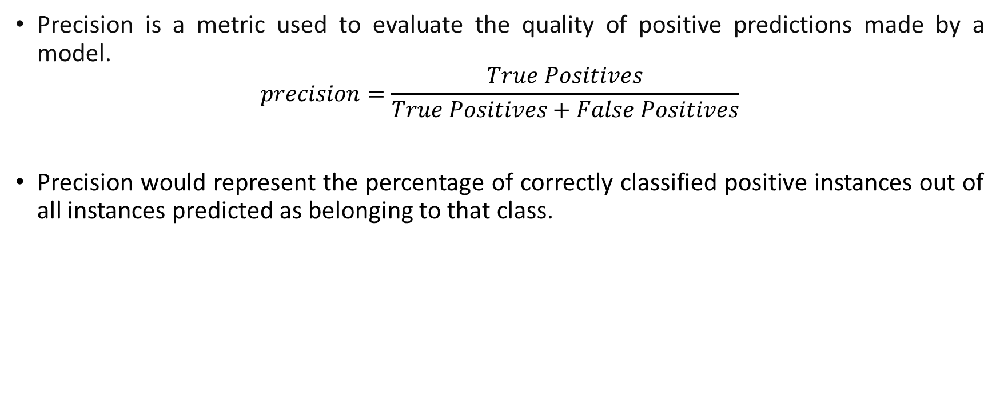 • Precision is a metric used to evaluate the quality of positive predictions made by a
model.
precision = True Positives / True Positives + False Positives
• Precision would represent the percentage of correctly classified positive instances out of
all instances predicted as belonging to that class.